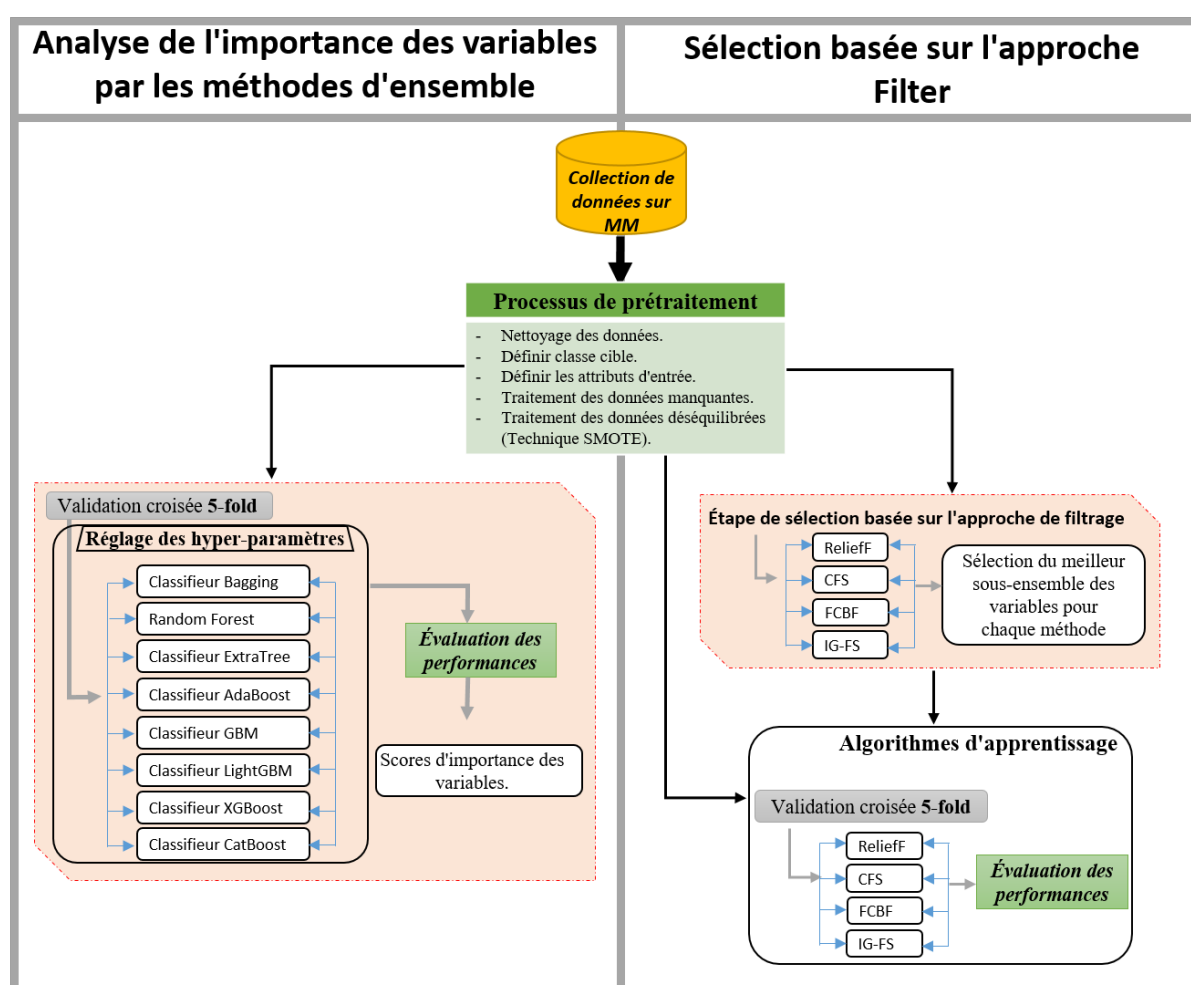 Analyse de l'importance des variables
par les méthodes d'ensemble
Sélection basée sur l'approche
Filter
Collection de
données sur
MM
Processus de prétraitement
- Nettoyage des données.
- Définir classe cible.
- Définir les attributs d'entrée.
- Traitement des données manquantes.
- Traitement des données déséquilibrées
(Technique SMOTE).
Validation croisée 5-fold
Réglage des hyper-paramètres
Classifieur Bagging
Random Forest
Classifieur ExtraTree
Classifieur AdaBoost
Classifieur GBM
Classifieur LightGBM
Classifieur XGBoost
Classifieur CatBoost
Évaluation des
performances
Scores d'importance des
variables.
Étape de sélection basée sur l'approche de filtrage
ReliefF
CFS
FCBF
IG-FS
Sélection du meilleur
sous-ensemble des
variables pour
chaque méthode
Algorithmes d'apprentissage
Validation croisée 5-fold
ReliefF
CFS
FCBF
IG-FS
Évaluation des
performances